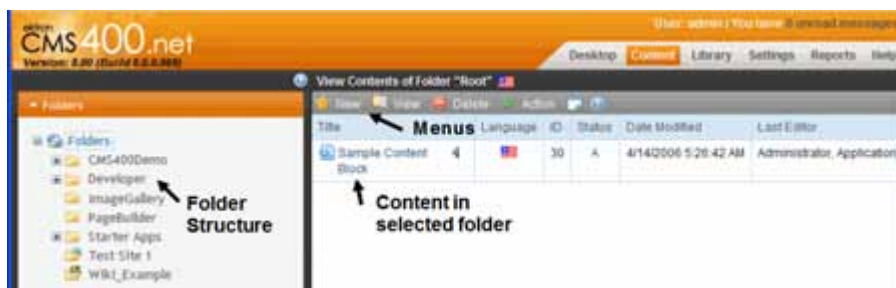 ektron
CMS400.net
Version: 8.00 (Build 8.0.0.069)
User: admin | You have 0 unread messages
Desktop Content Library Settings Reports Help
View Contents of Folder "Root"
Folders
New View Delete Action
Title Language ID Status Date Modified Last Editor
Menus
Sample Content Block 4 30 A 4/14/2006 5:26:42 AM Administrator, Application
Folders
CMS400Demo
Developer
ImageGallery
PageBuilder
Starter Apps
Test Site 1
Wiki_Example
Folder
Structure
Content in
selected folder